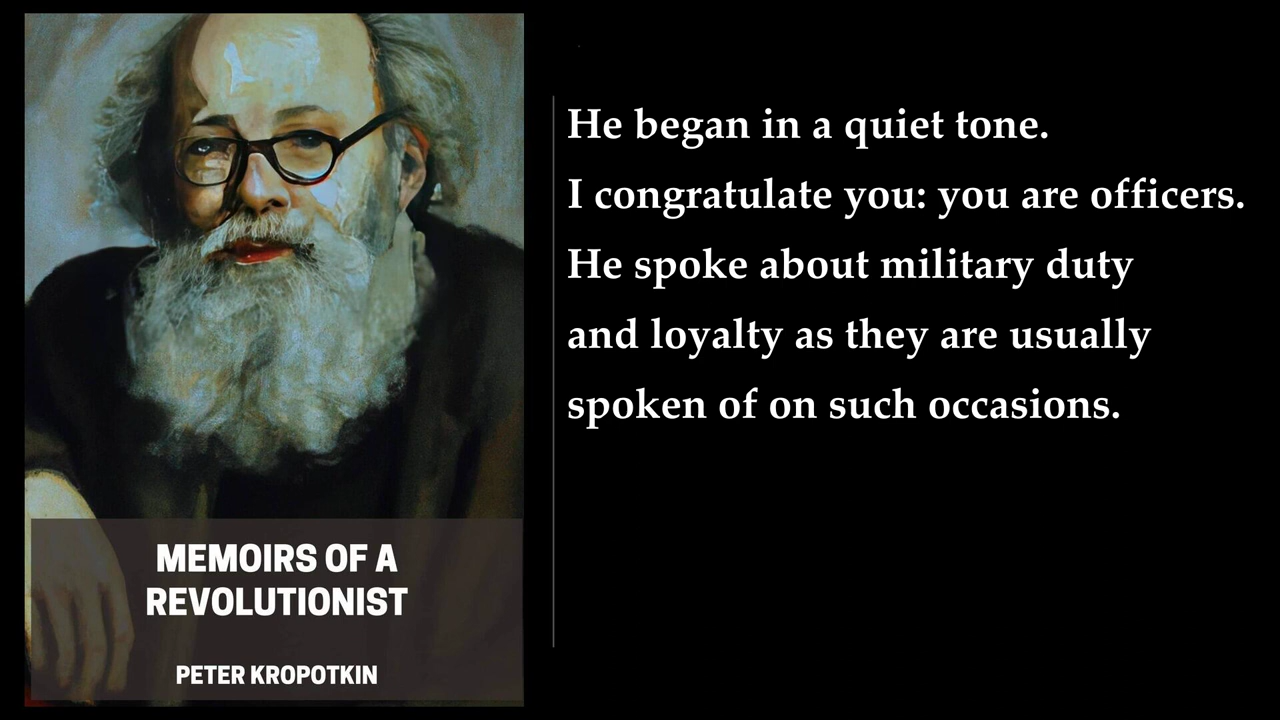 MEMOIRS OF A
REVOLUTIONIST
PETER KROPOTKIN
He began in a quiet tone.
I congratulate you: you are officers.
He spoke about military duty
and loyalty as they are usually
spoken of on such occasions.